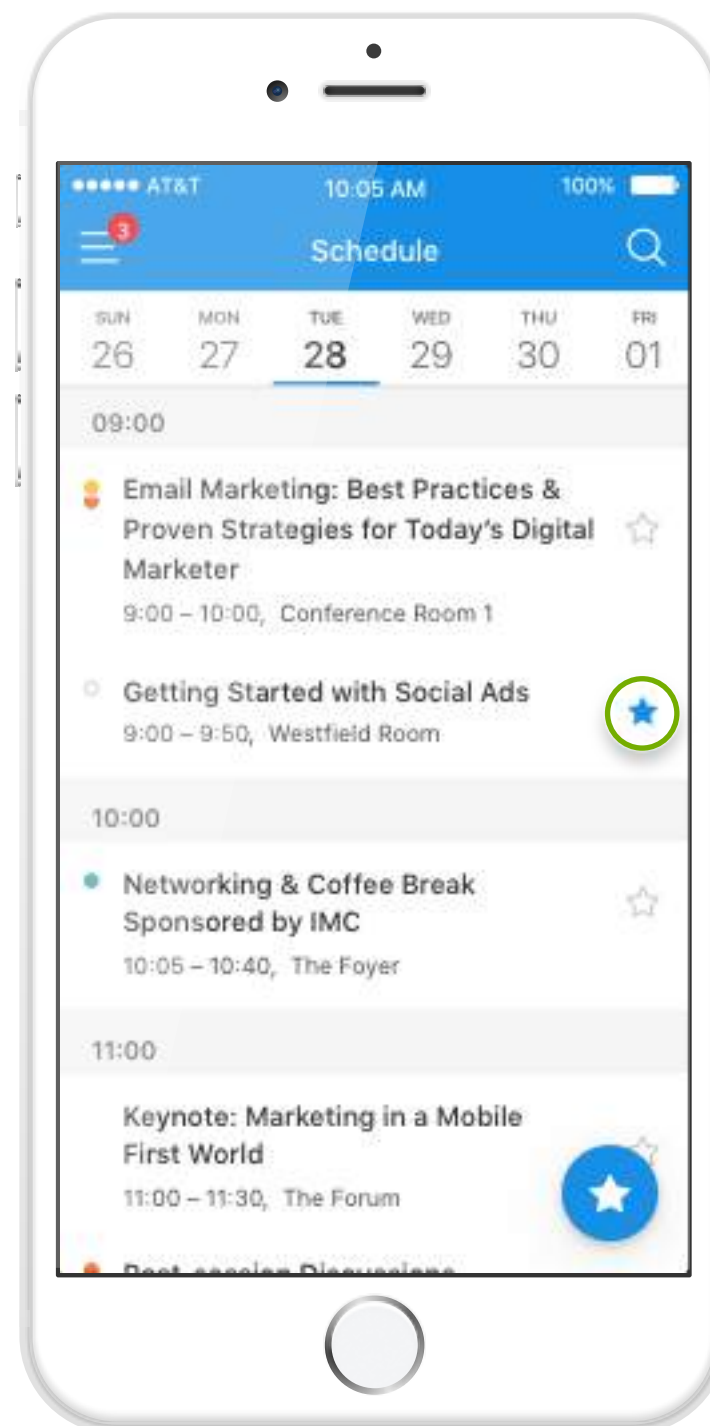 AT&T 10:05 AM 100%
3
Schedule
SUN MON TUE WED THU FRI
26 27 28 29 30 01
09:00
Email Marketing: Best Practices &
Proven Strategies for Today's Digital
Marketer
9:00 – 10:00, Conference Room 1
Getting Started with Social Ads
9:00 – 9:50, Westfield Room
10:00
Networking & Coffee Break
Sponsored by IMC
10:05 – 10:40, The Foyer
11:00
Keynote: Marketing in a Mobile
First World
11:00 – 11:30, The Forum